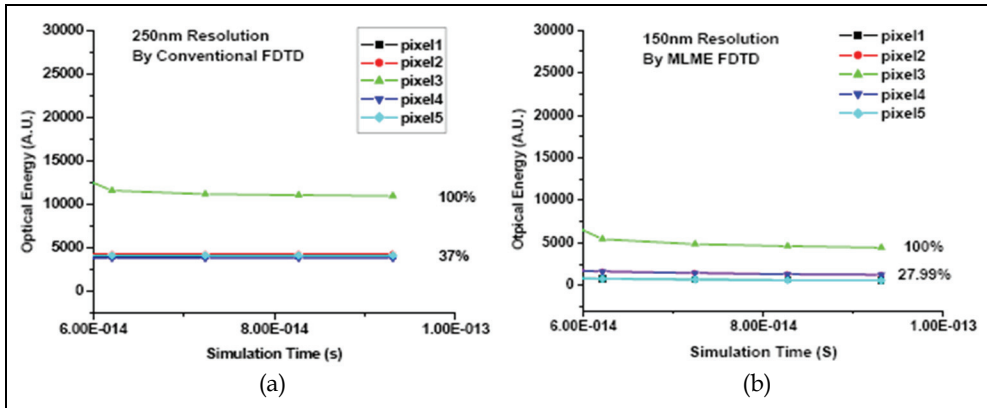 250nm Resolution
By Conventional FDTD
pixel1
pixel2
pixel3
pixel4
pixel5
30000
25000
20000
15000
10000
5000
0
Optical Energy (A.U.)
100%
37%
6.00E-014
8.00E-014
1.00E-013
Simulation Time (s)
(a)
150nm Resolution
By MLME FDTD
pixel1
pixel2
pixel3
pixel4
pixel5
30000
25000
20000
15000
10000
5000
0
Otpical Energy (A.U.)
100%
27.99%
6.00E-014
8.00E-014
1.00E-013
Simulation Time (S)
(b)